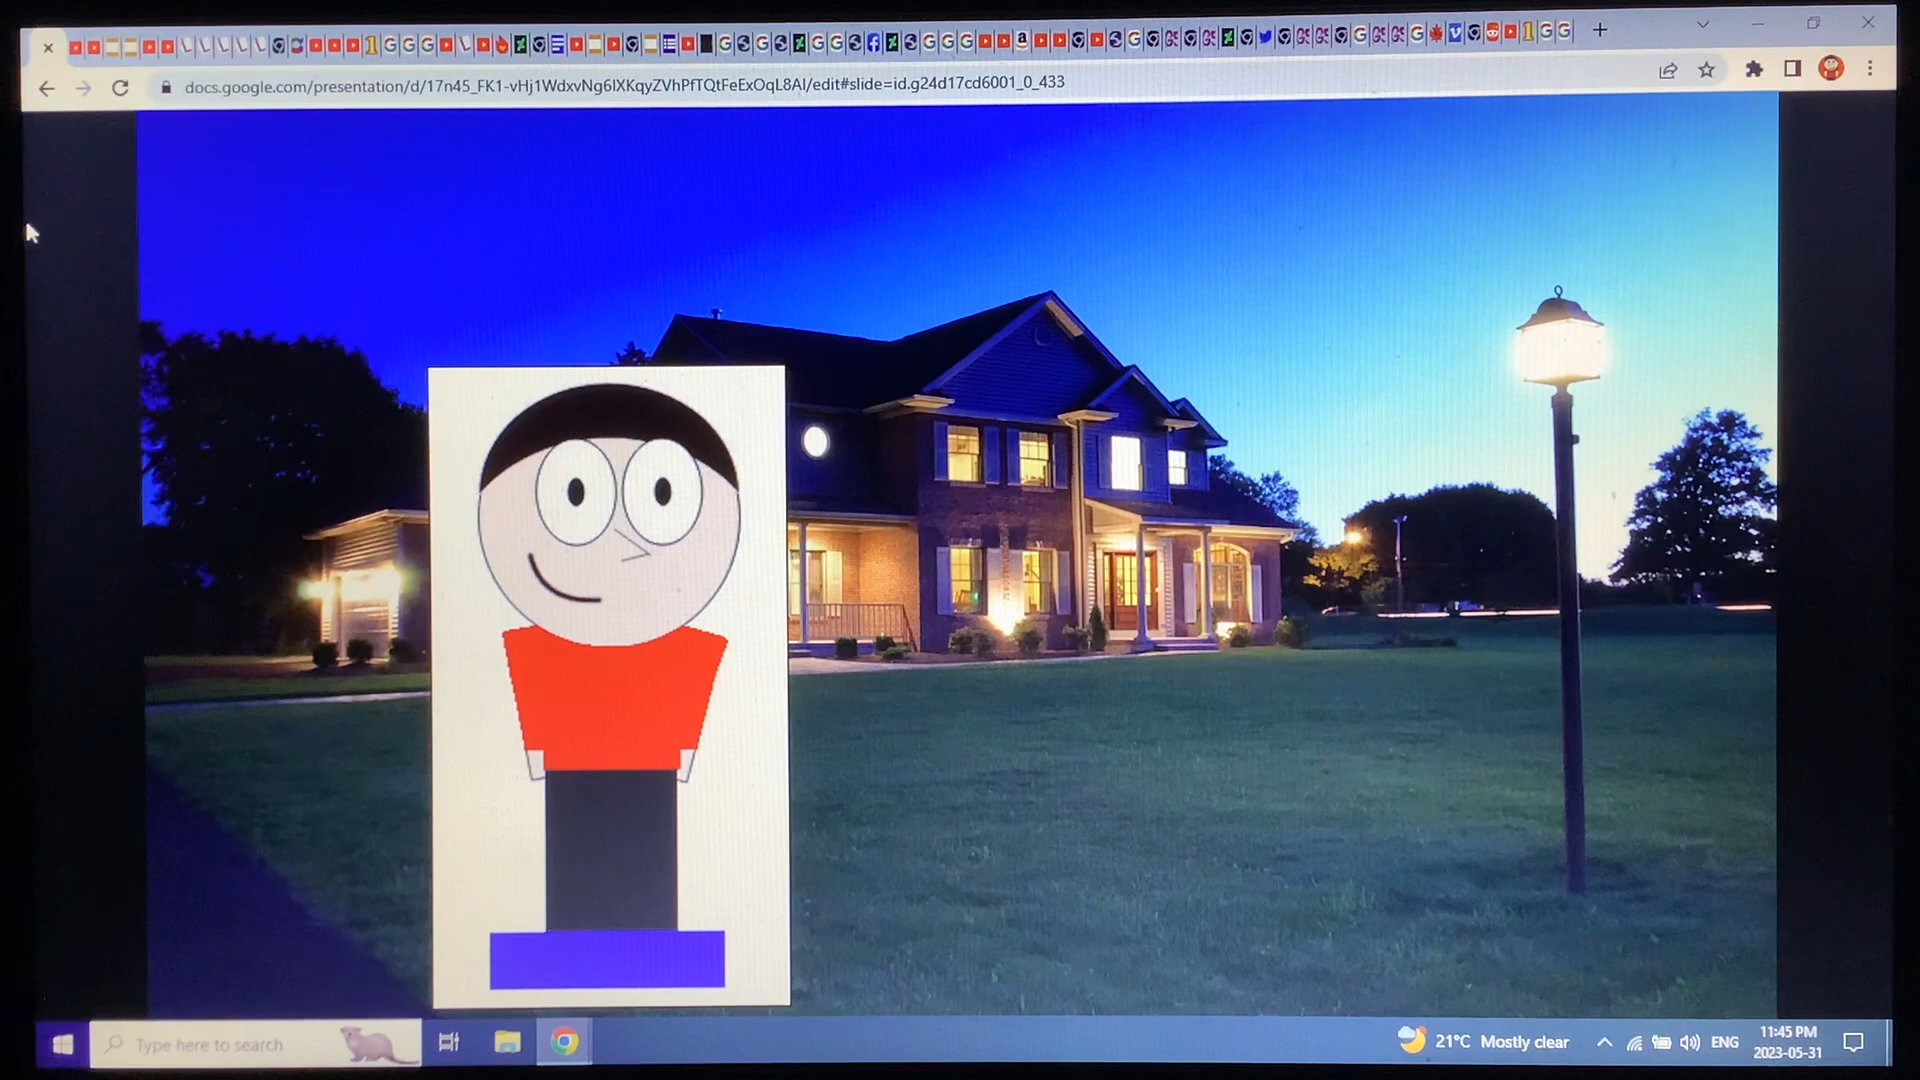 docs.google.com/presentation/d/17n45_FK1-vHj1WdxvNg6IXKqyZVhPfTQtFeExOqL8AI/edit#slide=id.g24d17cd6001_0_433
Type here to search
21°C Mostly clear
ENG
11:45 PM
2023-05-31